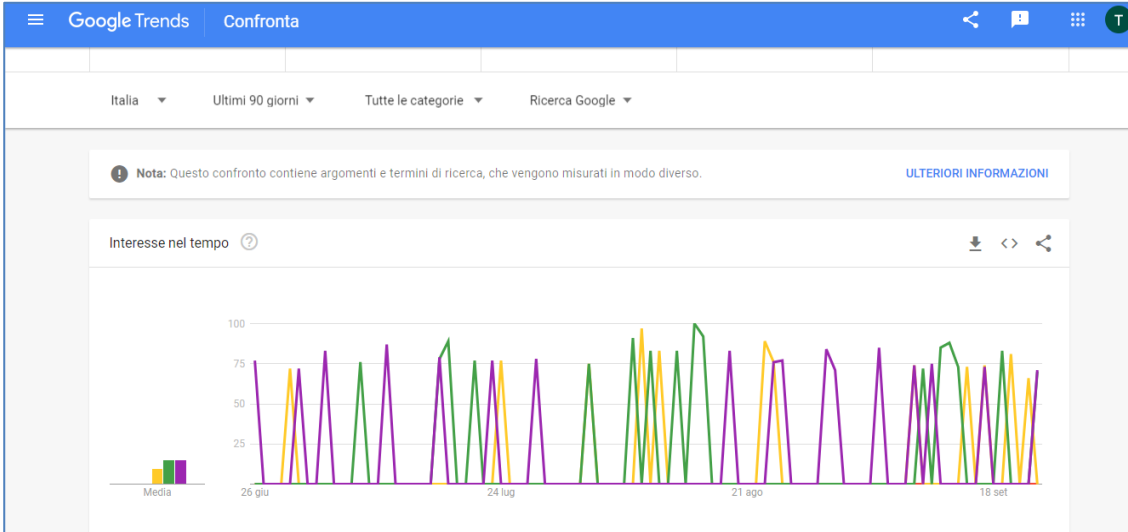 Google Trends Confronta T
Italia Ultimi 90 giorni Tutte le categorie Ricerca Google
Nota: Questo confronto contiene argomenti e termini di ricerca, che vengono misurati in modo diverso. ULTERIORI INFORMAZIONI
Interesse nel tempo
100
75
50
25
Media 26 giu 24 lug 21 ago 18 set